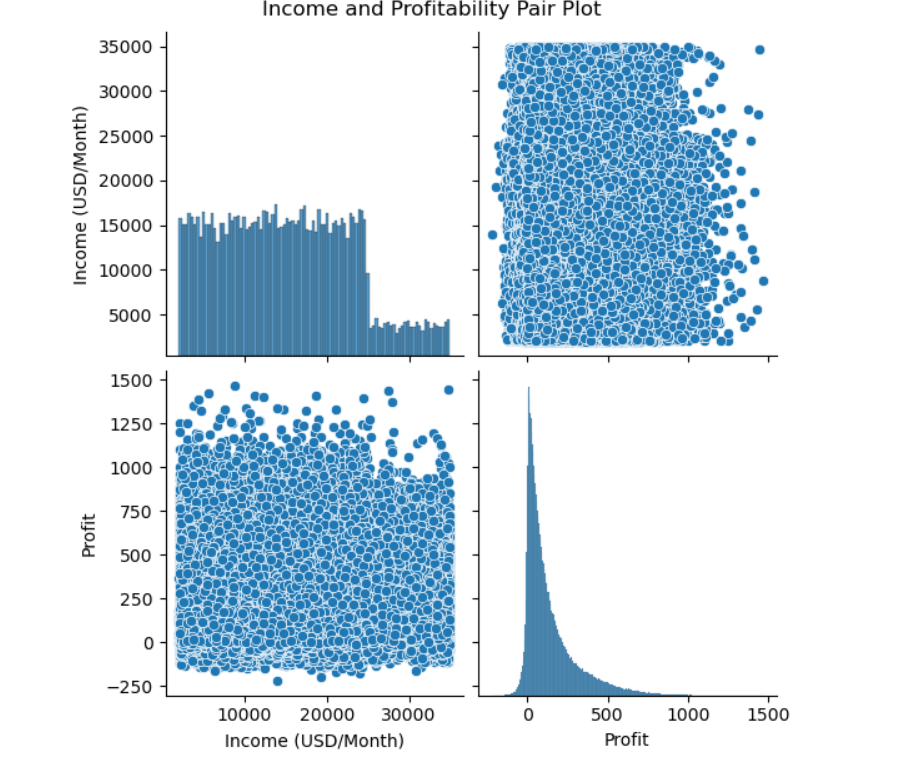 Income and Profitability Pair Plot
35000
30000
25000
20000
15000
10000
5000
Income (USD/Month)
1500
1250
1000
750
500
250
0
−250
Profit
10000 20000 30000
Income (USD/Month)
0 500 1000 1500
Profit